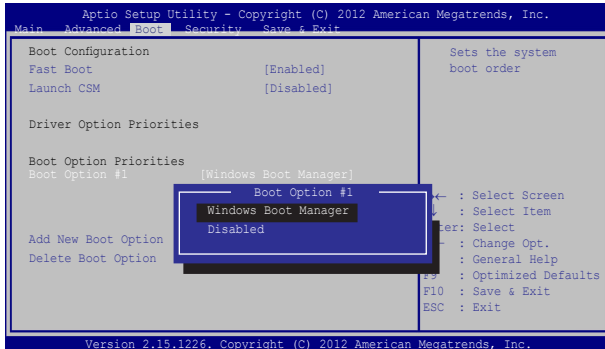 Aptio Setup Utility - Copyright (C) 2012 American Megatrends, Inc.
Main Advanced Boot Security Save & Exit
Boot Configuration
Fast Boot [Enabled]
Launch CSM [Disabled]
Driver Option Priorities
Boot Option Priorities
Boot Option #1 [Windows Boot Manager]
Add New Boot Option
Delete Boot Option
Boot Option #1
Windows Boot Manager
Disabled
Sets the system
boot order
: Select Screen
: Select Item
: Select
: Change Opt.
: General Help
F9 : Optimized Defaults
F10 : Save & Exit
ESC : Exit
Version 2.15.1226. Copyright (C) 2012 American Megatrends, Inc.